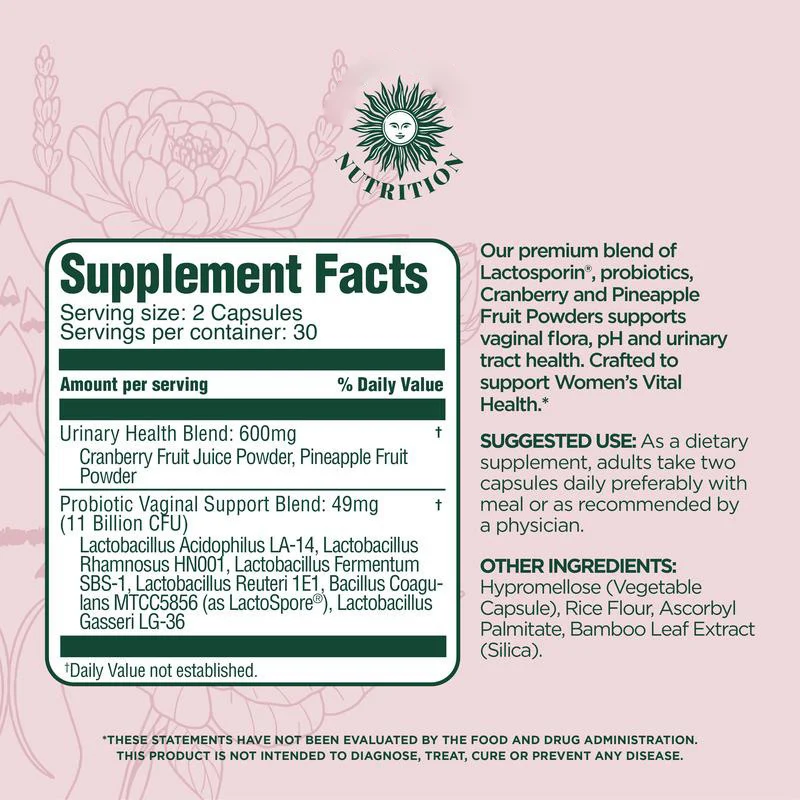 NUTRITION
Supplement Facts
Serving size: 2 Capsules
Servings per container: 30
Amount per serving % Daily Value
Urinary Health Blend: 600mg †
Cranberry Fruit Juice Powder, Pineapple Fruit
Powder
Probiotic Vaginal Support Blend: 49mg †
(11 Billion CFU)
Lactobacillus Acidophilus LA-14, Lactobacillus
Rhamnosus HN001, Lactobacillus Fermentum
SBS-1, Lactobacillus Reuteri 1E1, Bacillus Coagu-
lans MTCC5856 (as LactoSpore®), Lactobacillus
Gasseri LG-36
†Daily Value not established.
Our premium blend of
Lactosporin®, probiotics,
Cranberry and Pineapple
Fruit Powders supports
vaginal flora, pH and urinary
tract health. Crafted to
support Women's Vital
Health.*
SUGGESTED USE: As a dietary
supplement, adults take two
capsules daily preferably with
meal or as recommended by
a physician.
OTHER INGREDIENTS:
Hypromellose (Vegetable
Capsule), Rice Flour, Ascorbyl
Palmitate, Bamboo Leaf Extract
(Silica).
*THESE STATEMENTS HAVE NOT BEEN EVALUATED BY THE FOOD AND DRUG ADMINISTRATION.
THIS PRODUCT IS NOT INTENDED TO DIAGNOSE, TREAT, CURE OR PREVENT ANY DISEASE.